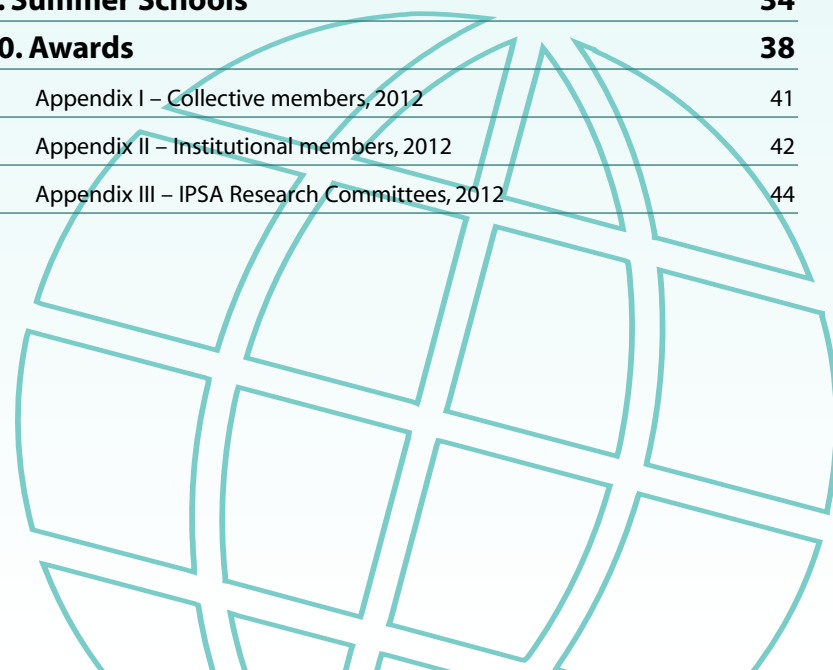 . Summer Schools 34
0. Awards 38
Appendix I – Collective members, 2012 41
Appendix II – Institutional members, 2012 42
Appendix III – IPSA Research Committees, 2012 44